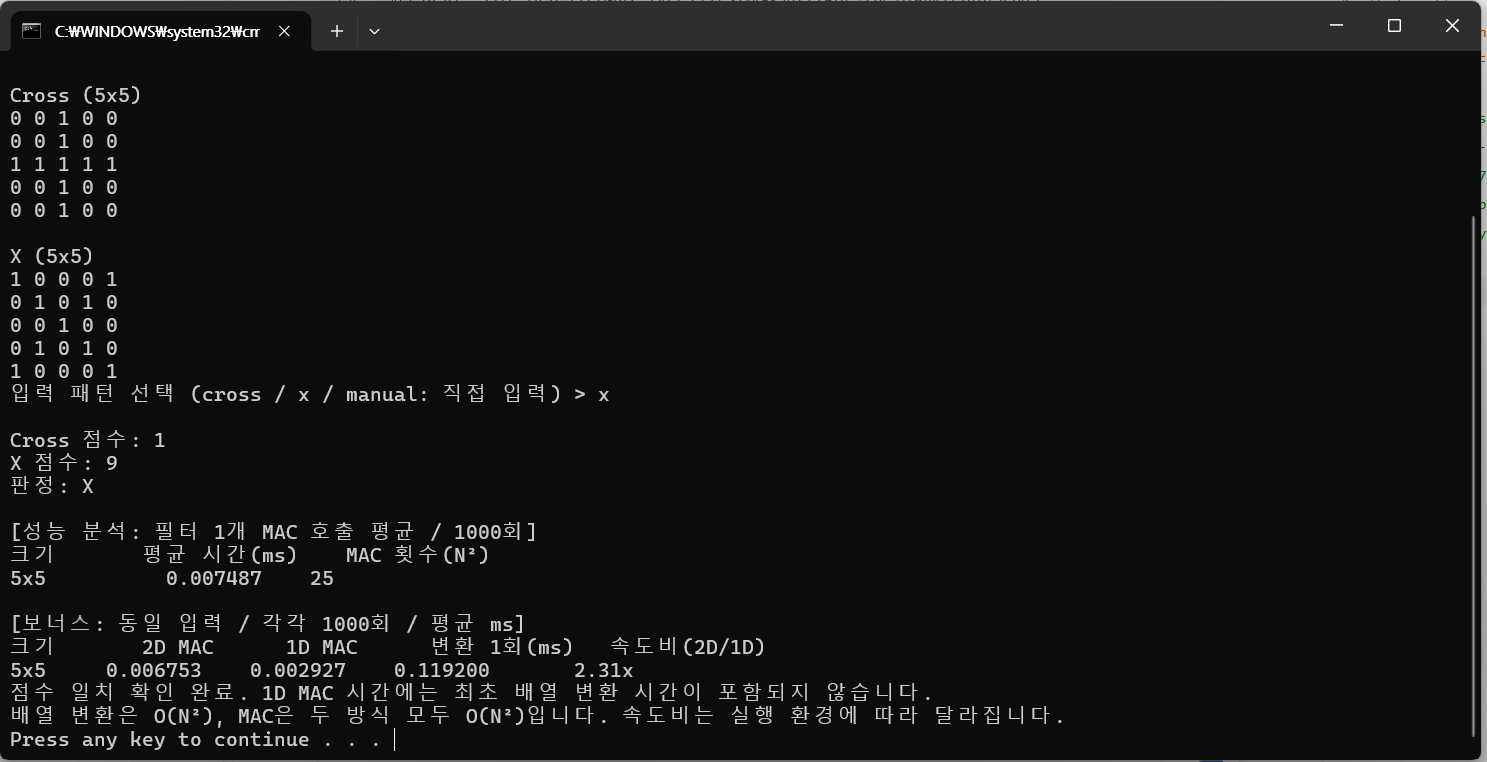 C:₩WINDOWS₩system32₩cm
Cross (5x5)
0 0 1 0 0
0 0 1 0 0
1 1 1 1 1
0 0 1 0 0
0 0 1 0 0
X (5x5)
1 0 0 0 1
0 1 0 1 0
0 0 1 0 0
0 1 0 1 0
1 0 0 0 1
입력 패턴 선택 (cross / x / manual: 직접 입력) > x
Cross 점수: 1
X 점수: 9
판정: X
[성능 분석: 필터 1개 MAC 호출 평균 / 1000회]
크기 평균 시간(ms) MAC 횟수(N²)
5x5 0.007487 25
[보너스: 동일 입력 / 각각 1000회 / 평균 ms]
크기 2D MAC 1D MAC 변환 1회(ms) 속도비(2D/1D)
5x5 0.006753 0.002927 0.119200 2.31x
점수 일치 확인 완료. 1D MAC 시간에는 최초 배열 변환 시간이 포함되지 않습니다.
배열 변환은 O(N²), MAC은 두 방식 모두 O(N²)입니다. 속도비는 실행 환경에 따라 달라집니다.
Press any key to continue . . .